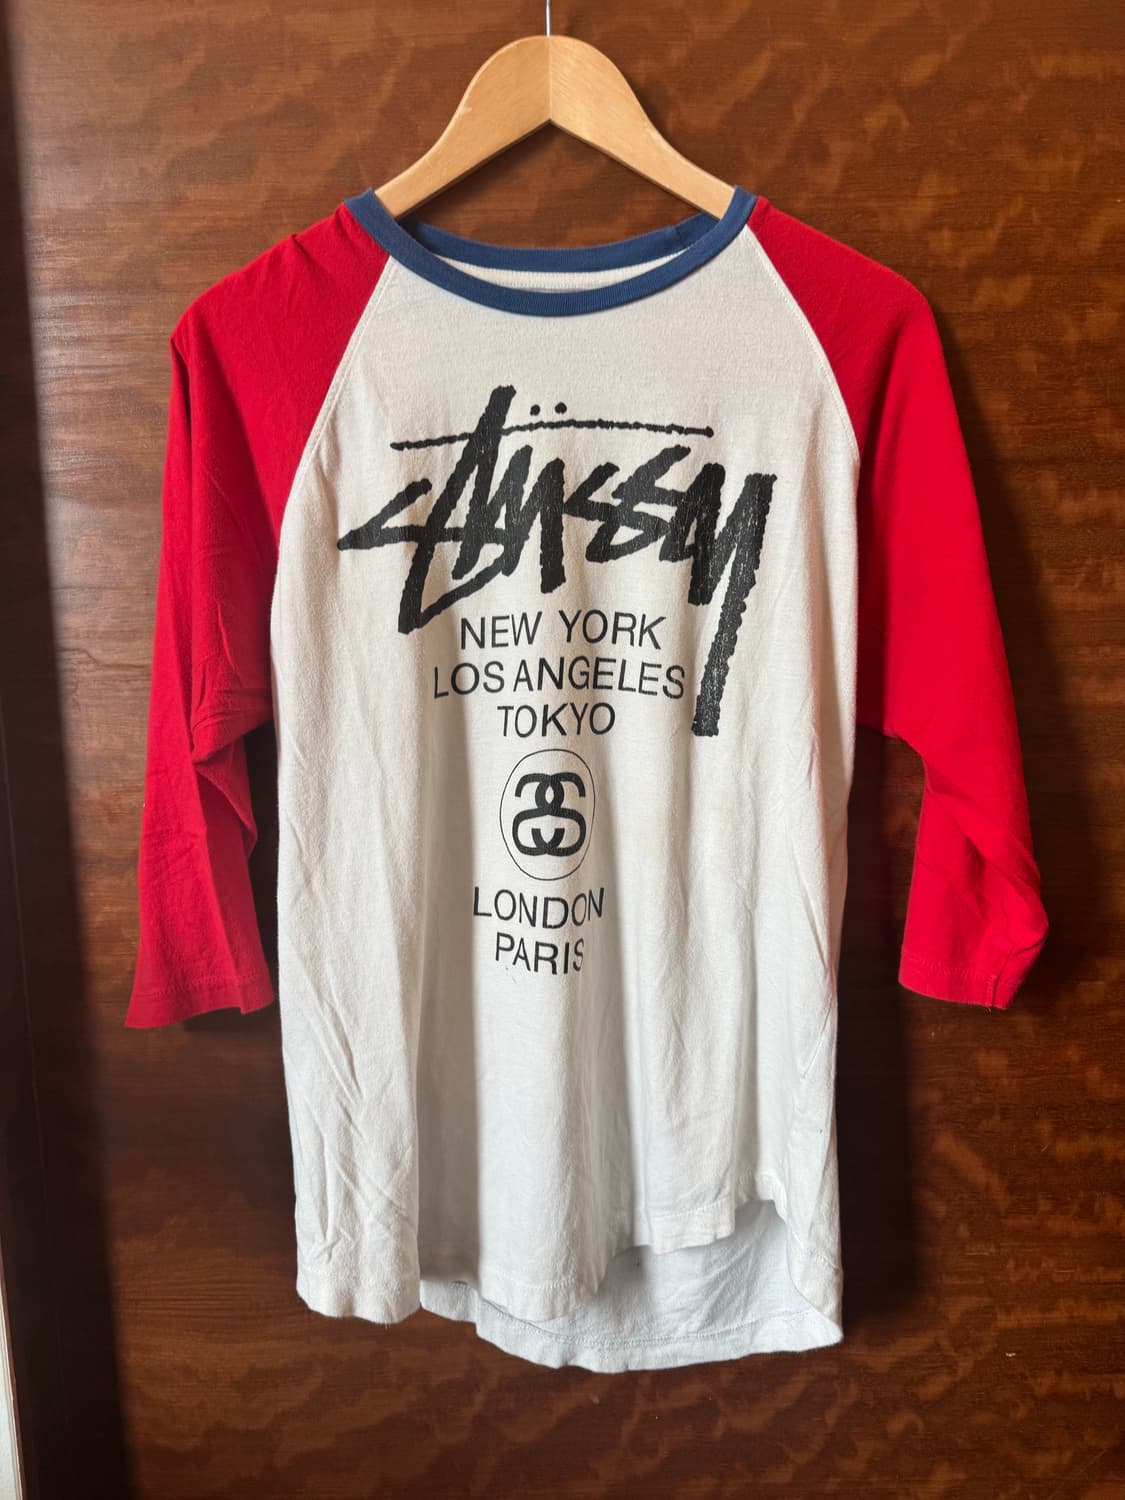 Stüssy
NEW YORK
LOS ANGELES
TOKYO
LONDON
PARIS